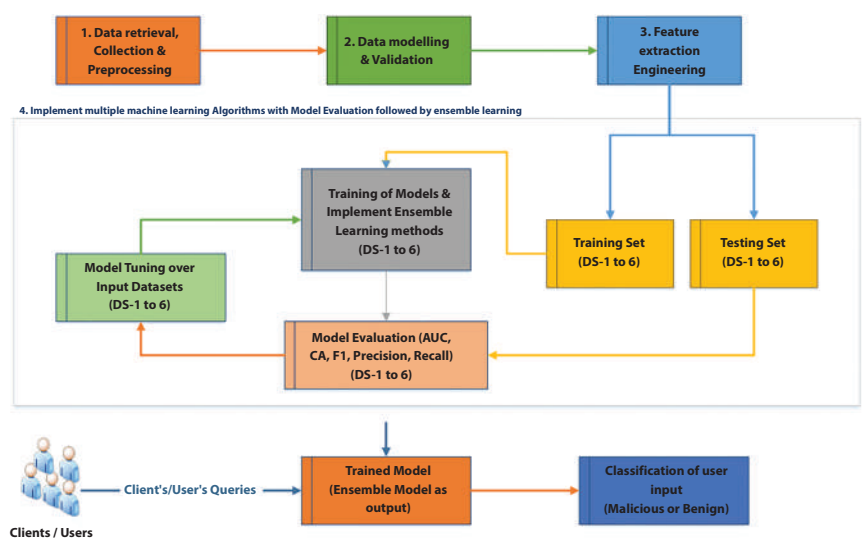 1. Data retrieval,
Collection &
Preprocessing
2. Data modelling
& Validation
3. Feature
extraction
Engineering
4. Implement multiple machine learning Algorithms with Model Evaluation followed by ensemble learning
Training of Models &
Implement Ensemble
Learning methods
(DS-1 to 6)
Training Set
(DS-1 to 6)
Testing Set
(DS-1 to 6)
Model Tuning over
Input Datasets
(DS-1 to 6)
Model Evaluation (AUC,
CA, F1, Precision, Recall)
(DS-1 to 6)
Client's/User's Queries
Trained Model
(Ensemble Model as
output)
Classification of user
input
(Malicious or Benign)
Clients / Users